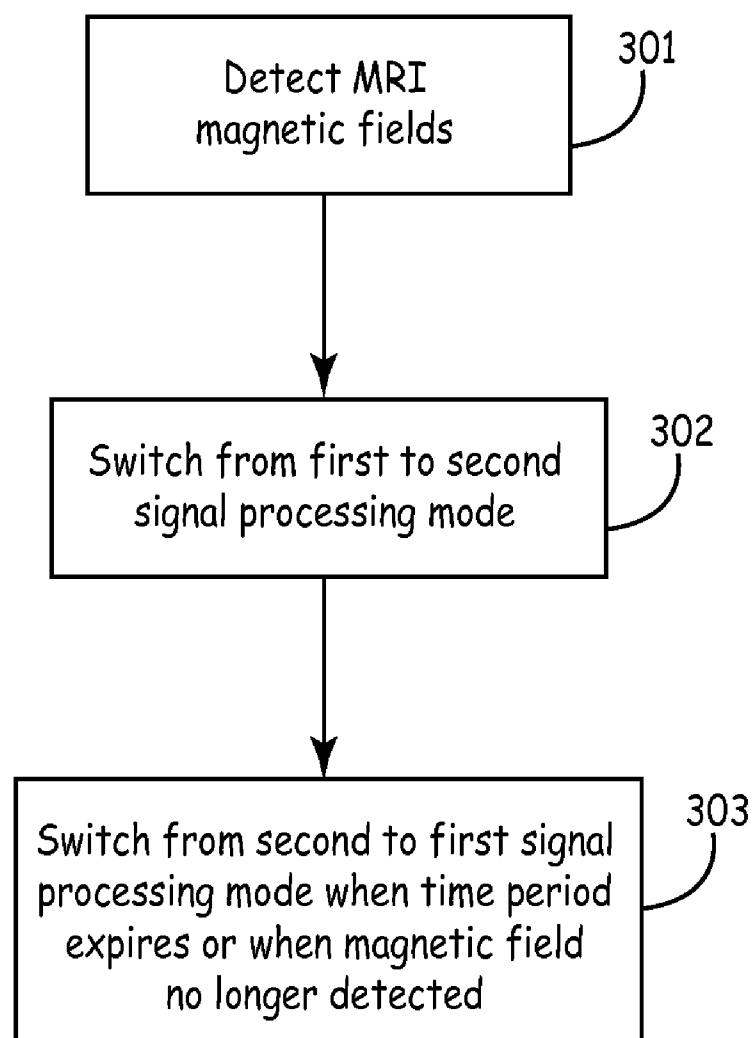 Detect MRI
magnetic fields
301
Switch from first to second
signal processing mode
302
Switch from second to first signal
processing mode when time period
expires or when magnetic field
no longer detected
303